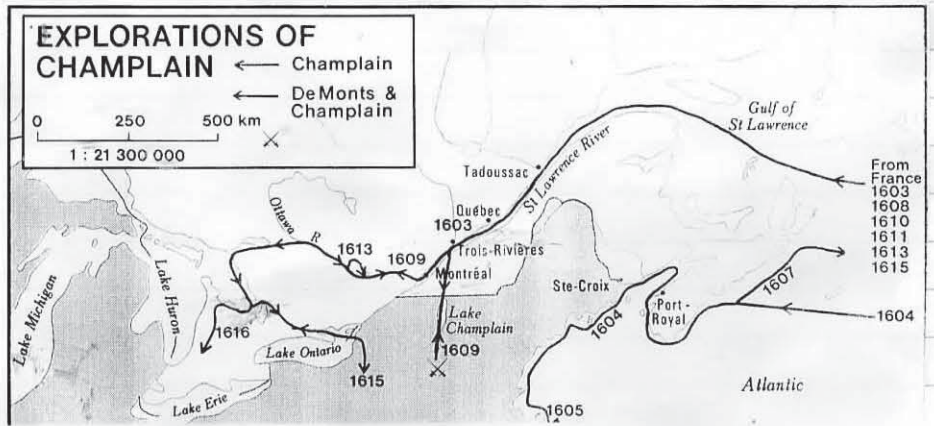 EXPLORATIONS OF
CHAMPLAIN
Champlain
De Monts &
Champlain
0 250 500 km
1 : 21 300 000
Gulf of
St Lawrence
From
France
1603
1608
1610
1611
1613
1615
Tadoussac
St Lawrence River
Québec
1603
Trois-Rivières
Ottawa R
1613
1609
Montréal
Ste-Croix
Port-
Royal
1607
1604
1604
Lake
Champlain
1609
Lake Michigan
Lake Huron
1616
Lake Ontario
1615
Lake Erie
Atlantic
1605